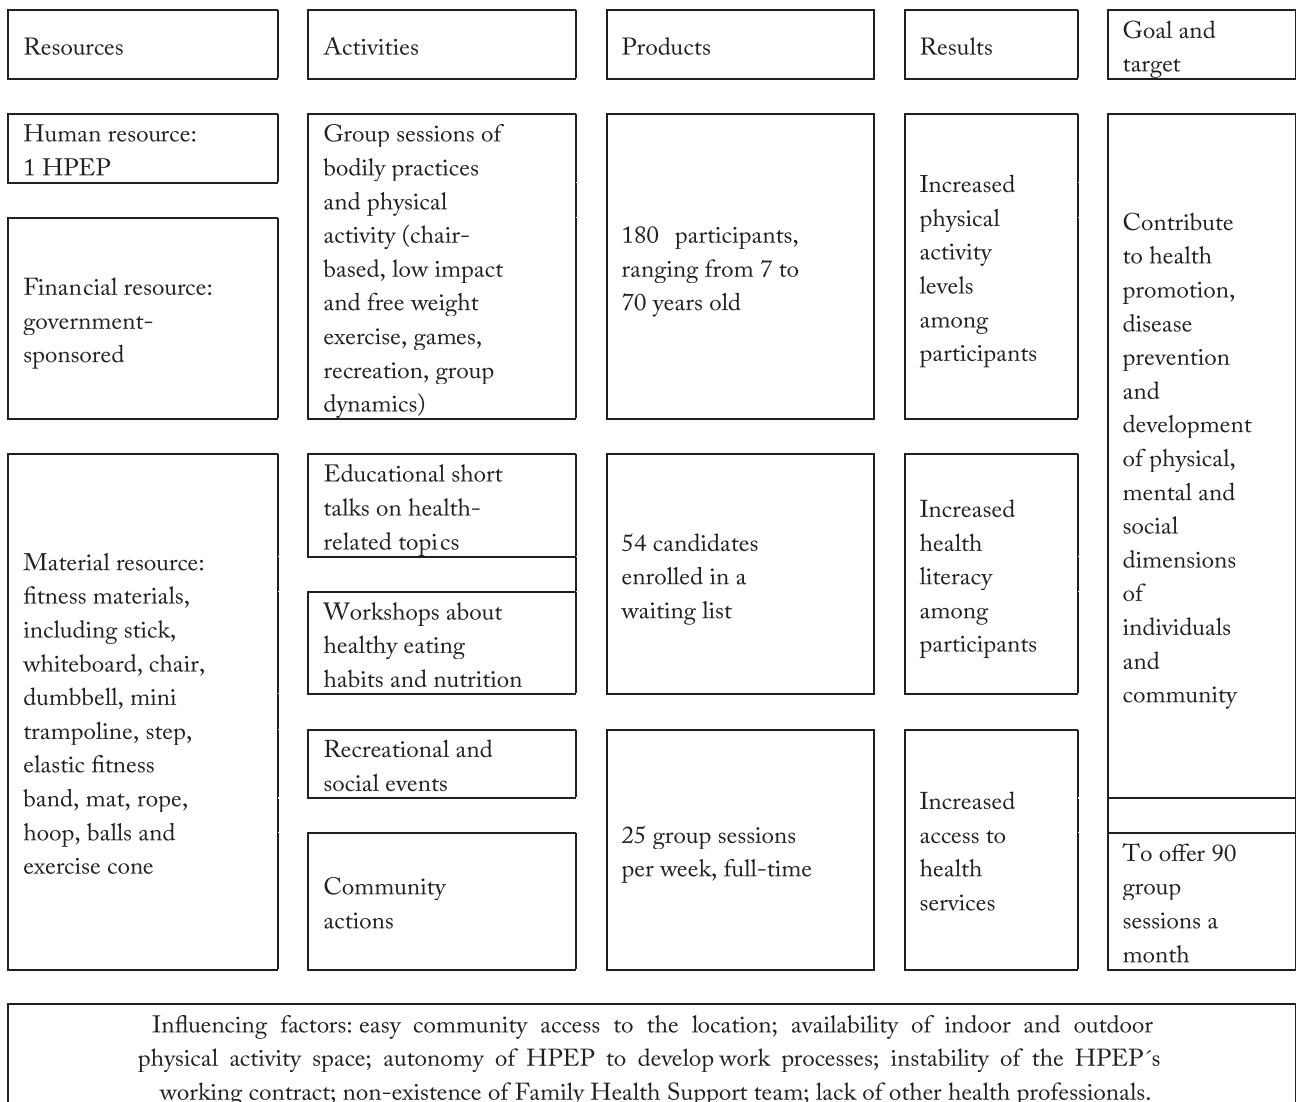 Resources
Activities
Products
Results
Goal and
target
Human resource:
1 HPEP
Financial resource:
government-
sponsored
Material resource:
fitness materials,
including stick,
whiteboard, chair,
dumbbell, mini
trampoline, step,
elastic fitness
band, mat, rope,
hoop, balls and
exercise cone
Group sessions of
bodily practices
and physical
activity (chair-
based, low impact
and free weight
exercise, games,
recreation, group
dynamics)
Educational short
talks on health-
related topics
Workshops about
healthy eating
habits and nutrition
Recreational and
social events
Community
actions
180 participants,
ranging from 7 to
70 years old
54 candidates
enrolled in a
waiting list
25 group sessions
per week, full-time
Increased
physical
activity
levels
among
participants
Increased
health
literacy
among
participants
Increased
access to
health
services
Contribute
to health
promotion,
disease
prevention
and
development
of physical,
mental and
social
dimensions
of
individuals
and
community
To offer 90
group
sessions a
month
Influencing factors: easy community access to the location; availability of indoor and outdoor
physical activity space; autonomy of HPEP to develop work processes; instability of the HPEP´s
working contract; non-existence of Family Health Support team; lack of other health professionals.